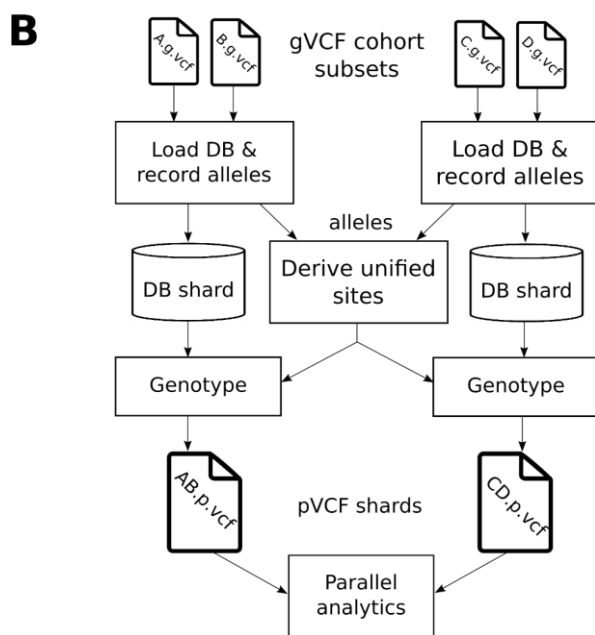 B
A.g.vcf
B.g.vcf
gVCF cohort
subsets
C.g.vcf
D.g.vcf
Load DB &
record alleles
Load DB &
record alleles
alleles
DB shard
Derive unified
sites
DB shard
Genotype
Genotype
AB.p.vcf
pVCF shards
CD.p.vcf
Parallel
analytics